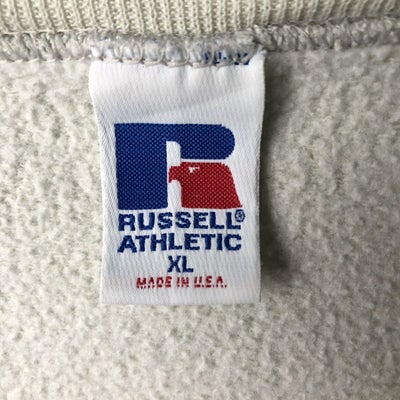 RUSSELL®
ATHLETIC
XL
MADE IN U.S.A.